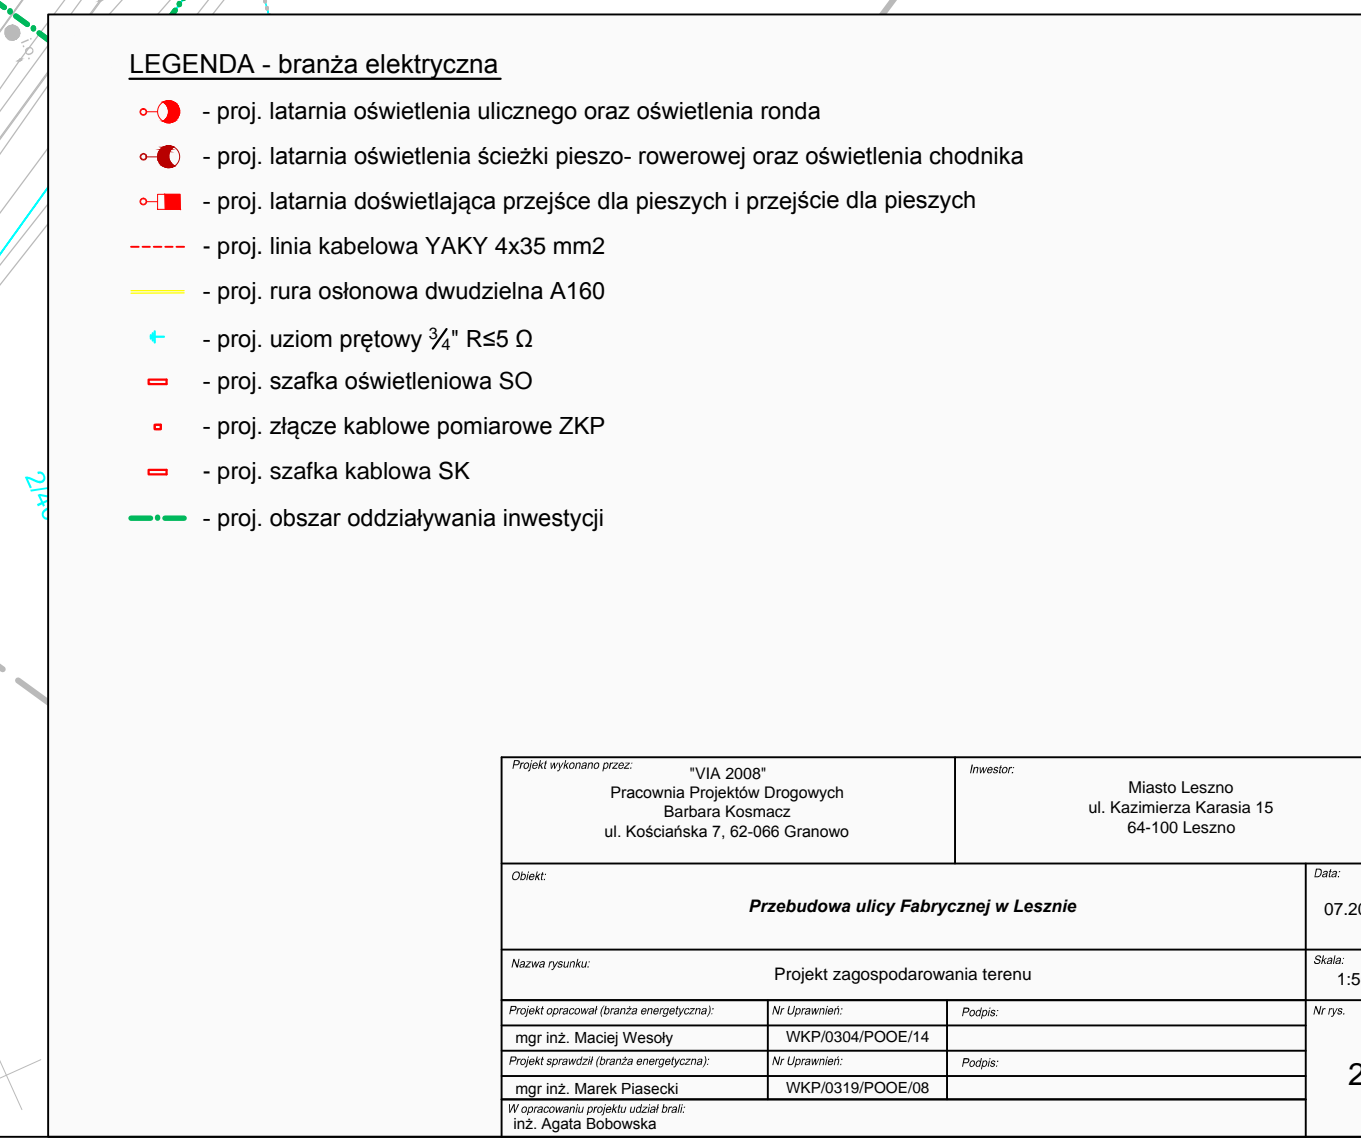 LEGENDA - branża elektryczna
- proj. latarnia oświetlenia ulicznego oraz oświetlenia ronda
- proj. latarnia oświetlenia ścieżki pieszo- rowerowej oraz oświetlenia chodnika
- proj. latarnia doświetlająca przejśce dla pieszych i przejście dla pieszych
- proj. linia kabelowa YAKY 4x35 mm2
- proj. rura osłonowa dwudzielna A160
- proj. uziom prętowy ¾" R≤5 Ω
- proj. szafka oświetleniowa SO
- proj. złącze kablowe pomiarowe ZKP
- proj. szafka kablowa SK
- proj. obszar oddziaływania inwestycji
Projekt wykonano przez:
"VIA 2008"
Pracownia Projektów Drogowych
Barbara Kosmacz
ul. Kościańska 7, 62-066 Granowo
Inwestor:
Miasto Leszno
ul. Kazimierza Karasia 15
64-100 Leszno
Obiekt:
Przebudowa ulicy Fabrycznej w Lesznie
Data:
07.20
Nazwa rysunku:
Projekt zagospodarowania terenu
Skala:
1:5
Projekt opracował (branża energetyczna):
Nr Uprawnień:
Podpis:
Nr rys.
mgr inż. Maciej Wesoły
WKP/0304/POOE/14
Projekt sprawdził (branża energetyczna):
Nr Uprawnień:
Podpis:
2
mgr inż. Marek Piasecki
WKP/0319/POOE/08
W opracowaniu projektu udział brali:
inż. Agata Bobowska